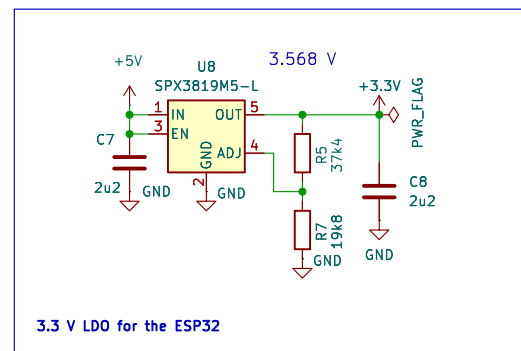 +5V
U8
SPX3819M5-L
3.568 V
+3.3V
PWR_FLAG
1
IN
OUT
5
3
EN
ADJ
4
GND
2
C7
2u2
GND
GND
R5
37k4
R7
19k8
GND
C8
2u2
GND
3.3 V LDO for the ESP32